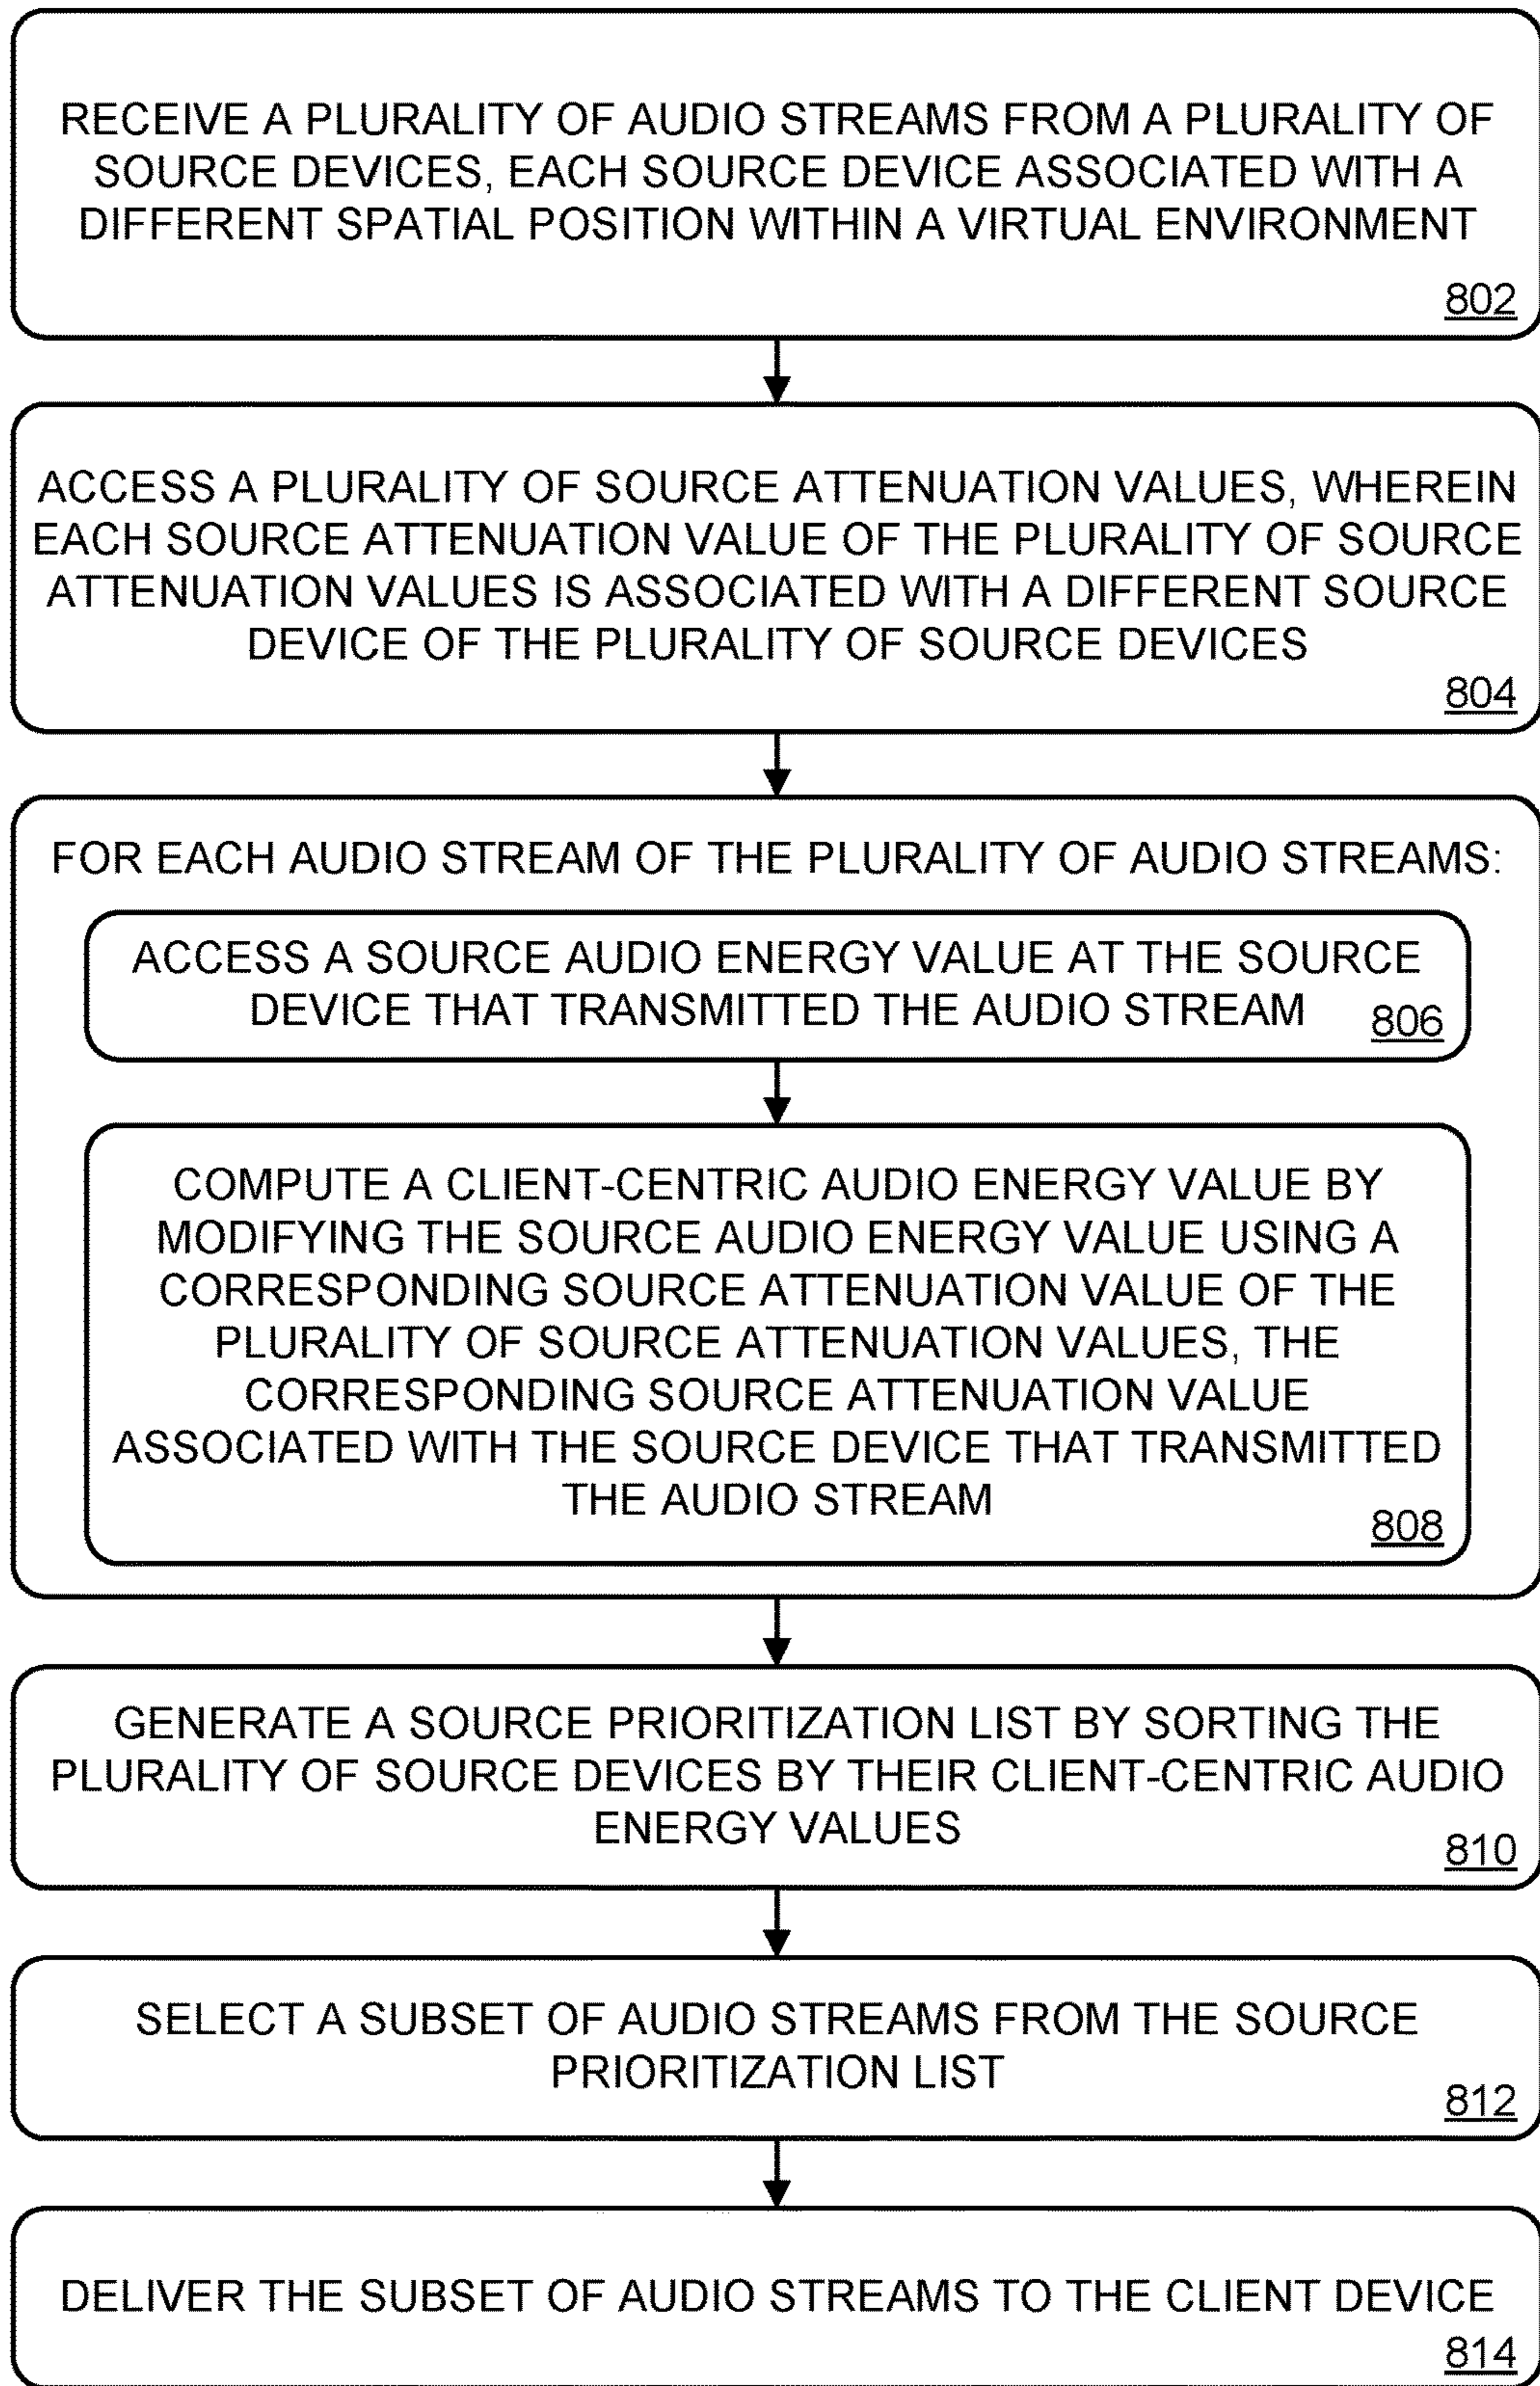 RECEIVE A PLURALITY OF AUDIO STREAMS FROM A PLURALITY OF
SOURCE DEVICES, EACH SOURCE DEVICE ASSOCIATED WITH A
DIFFERENT SPATIAL POSITION WITHIN A VIRTUAL ENVIRONMENT
802
ACCESS A PLURALITY OF SOURCE ATTENUATION VALUES, WHEREIN
EACH SOURCE ATTENUATION VALUE OF THE PLURALITY OF SOURCE
ATTENUATION VALUES IS ASSOCIATED WITH A DIFFERENT SOURCE
DEVICE OF THE PLURALITY OF SOURCE DEVICES
804
FOR EACH AUDIO STREAM OF THE PLURALITY OF AUDIO STREAMS:
ACCESS A SOURCE AUDIO ENERGY VALUE AT THE SOURCE
DEVICE THAT TRANSMITTED THE AUDIO STREAM
806
COMPUTE A CLIENT-CENTRIC AUDIO ENERGY VALUE BY
MODIFYING THE SOURCE AUDIO ENERGY VALUE USING A
CORRESPONDING SOURCE ATTENUATION VALUE OF THE
PLURALITY OF SOURCE ATTENUATION VALUES, THE
CORRESPONDING SOURCE ATTENUATION VALUE
ASSOCIATED WITH THE SOURCE DEVICE THAT TRANSMITTED
THE AUDIO STREAM
808
GENERATE A SOURCE PRIORITIZATION LIST BY SORTING THE
PLURALITY OF SOURCE DEVICES BY THEIR CLIENT-CENTRIC AUDIO
ENERGY VALUES
810
SELECT A SUBSET OF AUDIO STREAMS FROM THE SOURCE
PRIORITIZATION LIST
812
DELIVER THE SUBSET OF AUDIO STREAMS TO THE CLIENT DEVICE
814